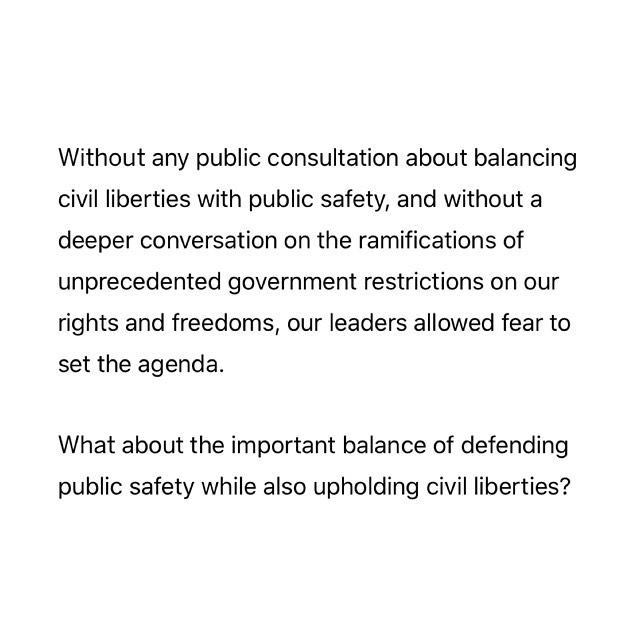 Without any public consultation about balancing
civil liberties with public safety, and without a
deeper conversation on the ramifications of
unprecedented government restrictions on our
rights and freedoms, our leaders allowed fear to
set the agenda.
What about the important balance of defending
public safety while also upholding civil liberties?